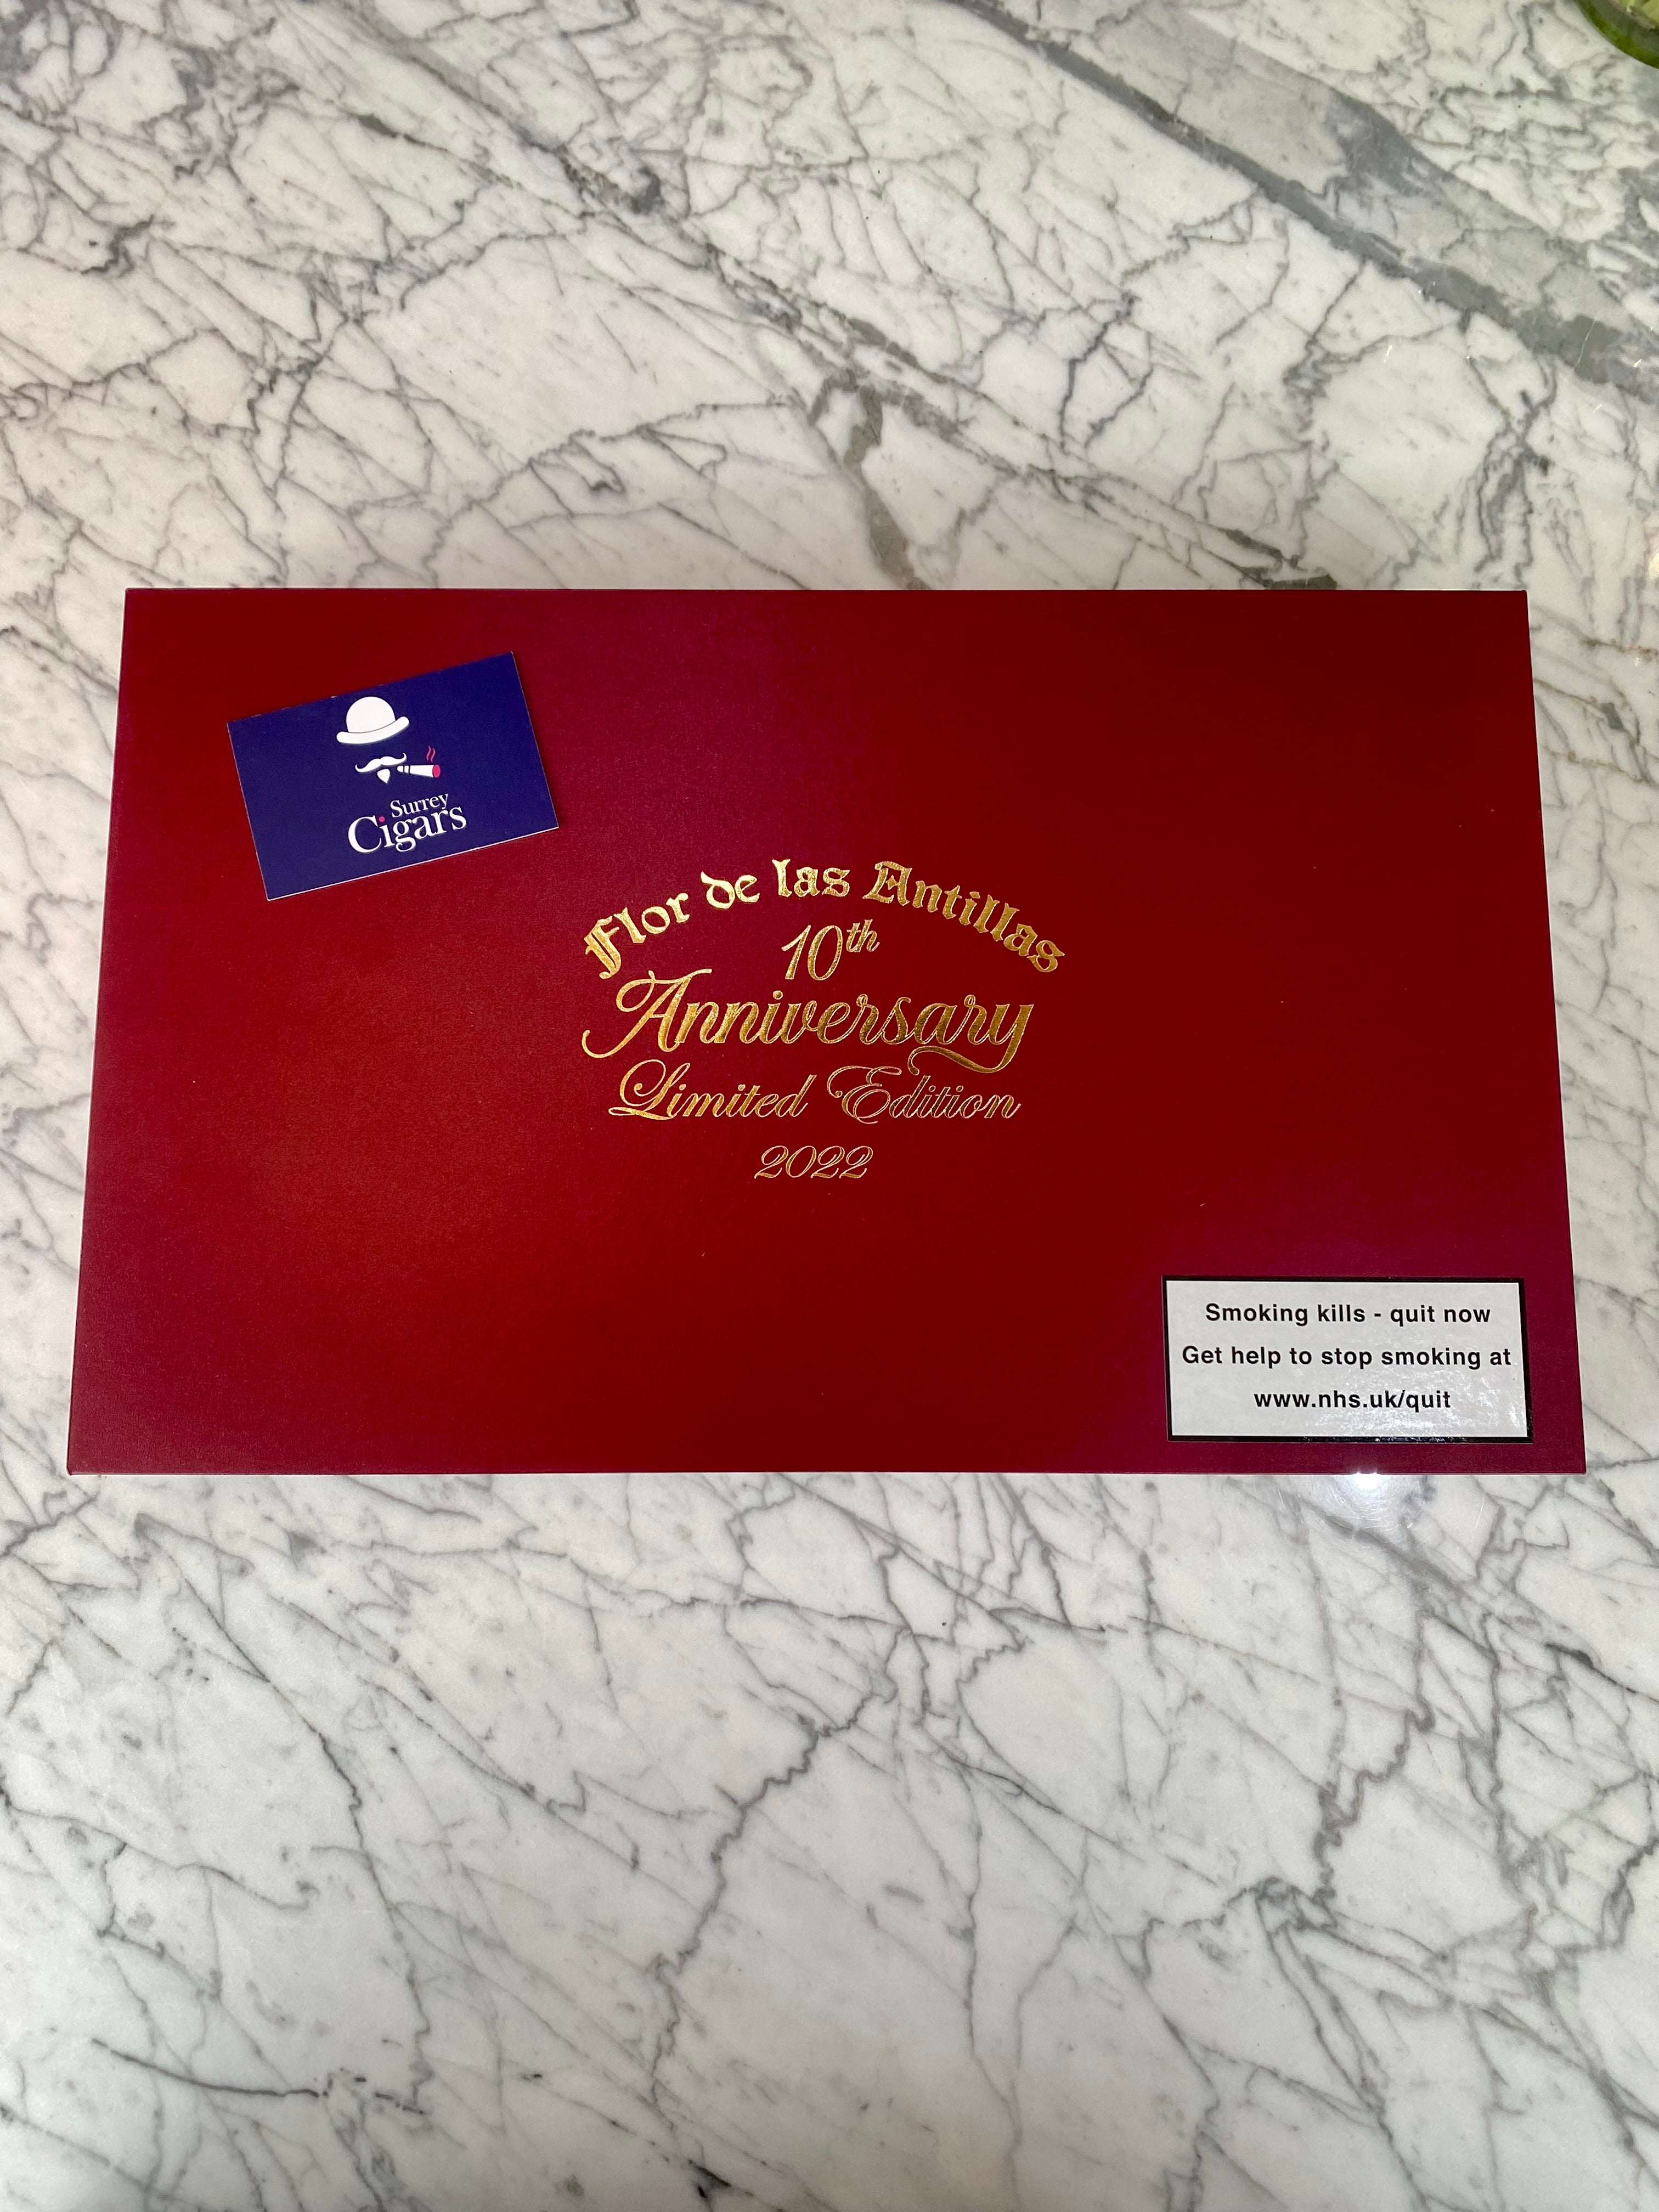 Surrey
Cigars
Flor de las Antillas
10th
Anniversary
Limited Edition
2022
Smoking kills - quit now
Get help to stop smoking at
www.nhs.uk/quit